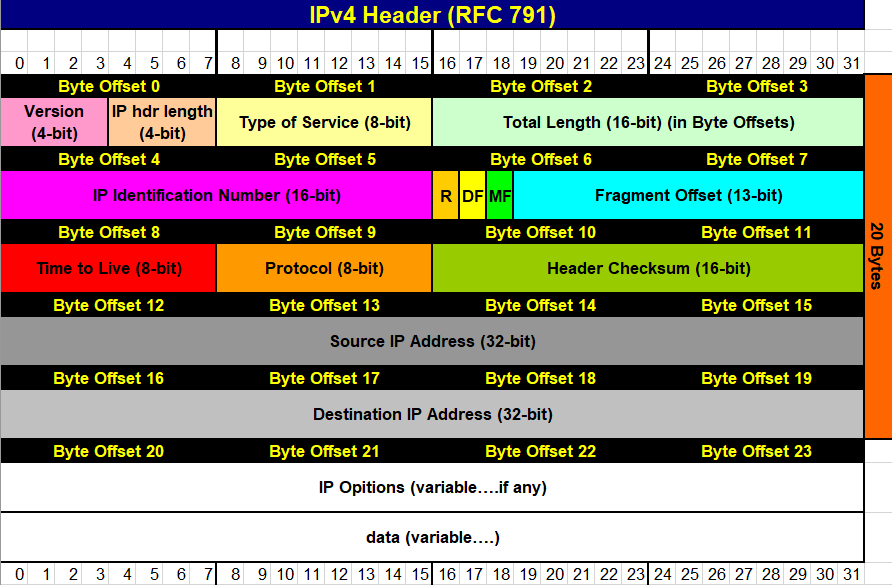 IPv4 Header (RFC 791)
0 1 2 3 4 5 6 7 8 9 10 11 12 13 14 15 16 17 18 19 20 21 22 23 24 25 26 27 28 29 30 31
Byte Offset 0 Byte Offset 1 Byte Offset 2 Byte Offset 3
Version (4-bit)
IP hdr length (4-bit)
Type of Service (8-bit)
Total Length (16-bit) (in Byte Offsets)
Byte Offset 4 Byte Offset 5 Byte Offset 6 Byte Offset 7
IP Identification Number (16-bit) R DF MF Fragment Offset (13-bit)
Byte Offset 8 Byte Offset 9 Byte Offset 10 Byte Offset 11
Time to Live (8-bit) Protocol (8-bit) Header Checksum (16-bit)
Byte Offset 12 Byte Offset 13 Byte Offset 14 Byte Offset 15
Source IP Address (32-bit)
Byte Offset 16 Byte Offset 17 Byte Offset 18 Byte Offset 19
Destination IP Address (32-bit)
20 Bytes
Byte Offset 20 Byte Offset 21 Byte Offset 22 Byte Offset 23
IP Opitions (variable….if any)
data (variable….)
0 1 2 3 4 5 6 7 8 9 10 11 12 13 14 15 16 17 18 19 20 21 22 23 24 25 26 27 28 29 30 31